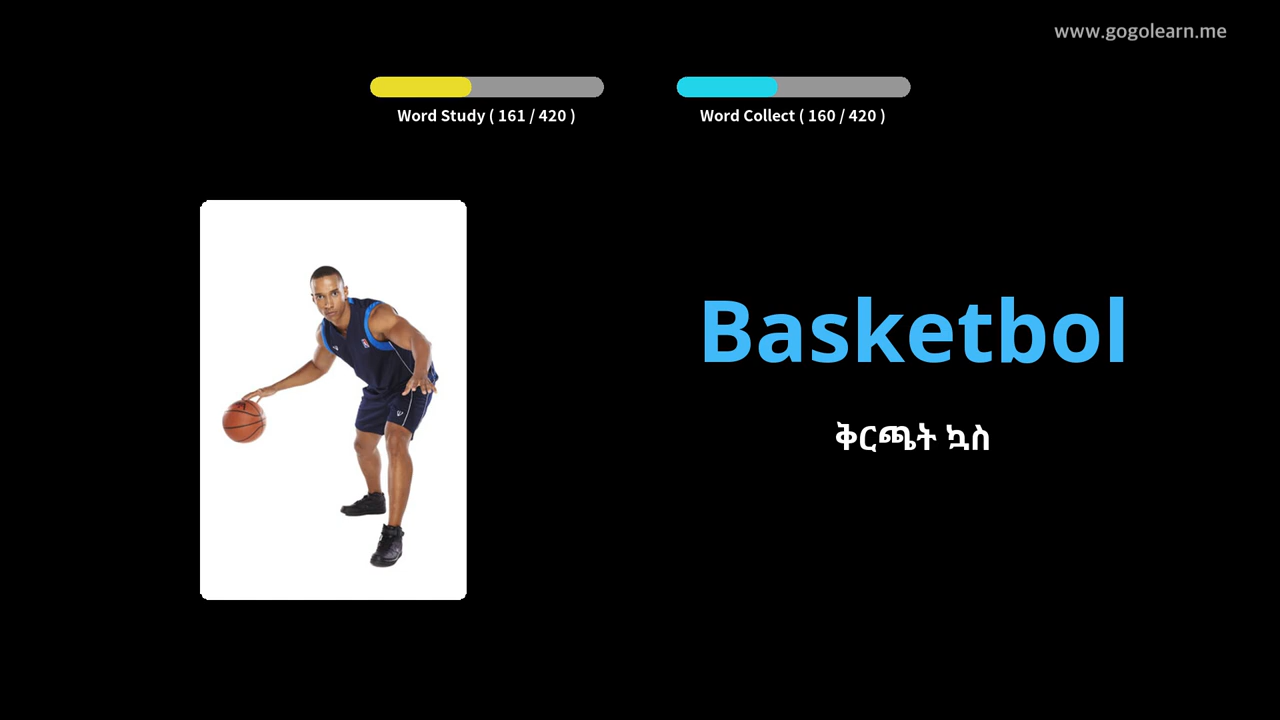 www.gogolearn.me
Word Study ( 161 / 420 )
Word Collect ( 160 / 420 )
Basketbol
ቅርጫት ኳስ